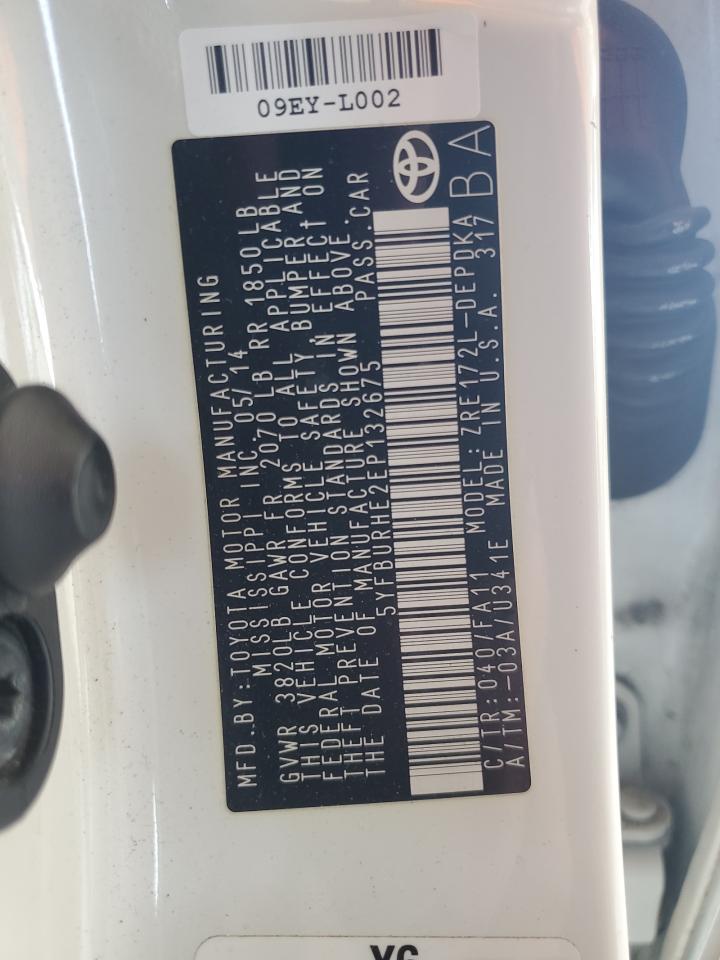 09EY-L002
MFD. BY: TOYOTA MOTOR MANUFACTURING
MISSISSIPPI INC. 05/14
GVWR 3820LB GAWR FR 2070 LB RR 1850 LB
THIS VEHICLE CONFORMS TO ALL APPLICABLE
FEDERAL MOTOR VEHICLE SAFETY, BUMPER, AND
THEFT PREVENTION STANDARDS IN EFFECT ON
THE DATE OF MANUFACTURE SHOWN ABOVE.
5YFBURHE2EP132675 PASS. CAR
C/TR: 040/FA11 MODEL: ZRE172L-DEPDKA
A/TM: -03A/U341E MADE IN U.S.A. 317
BA